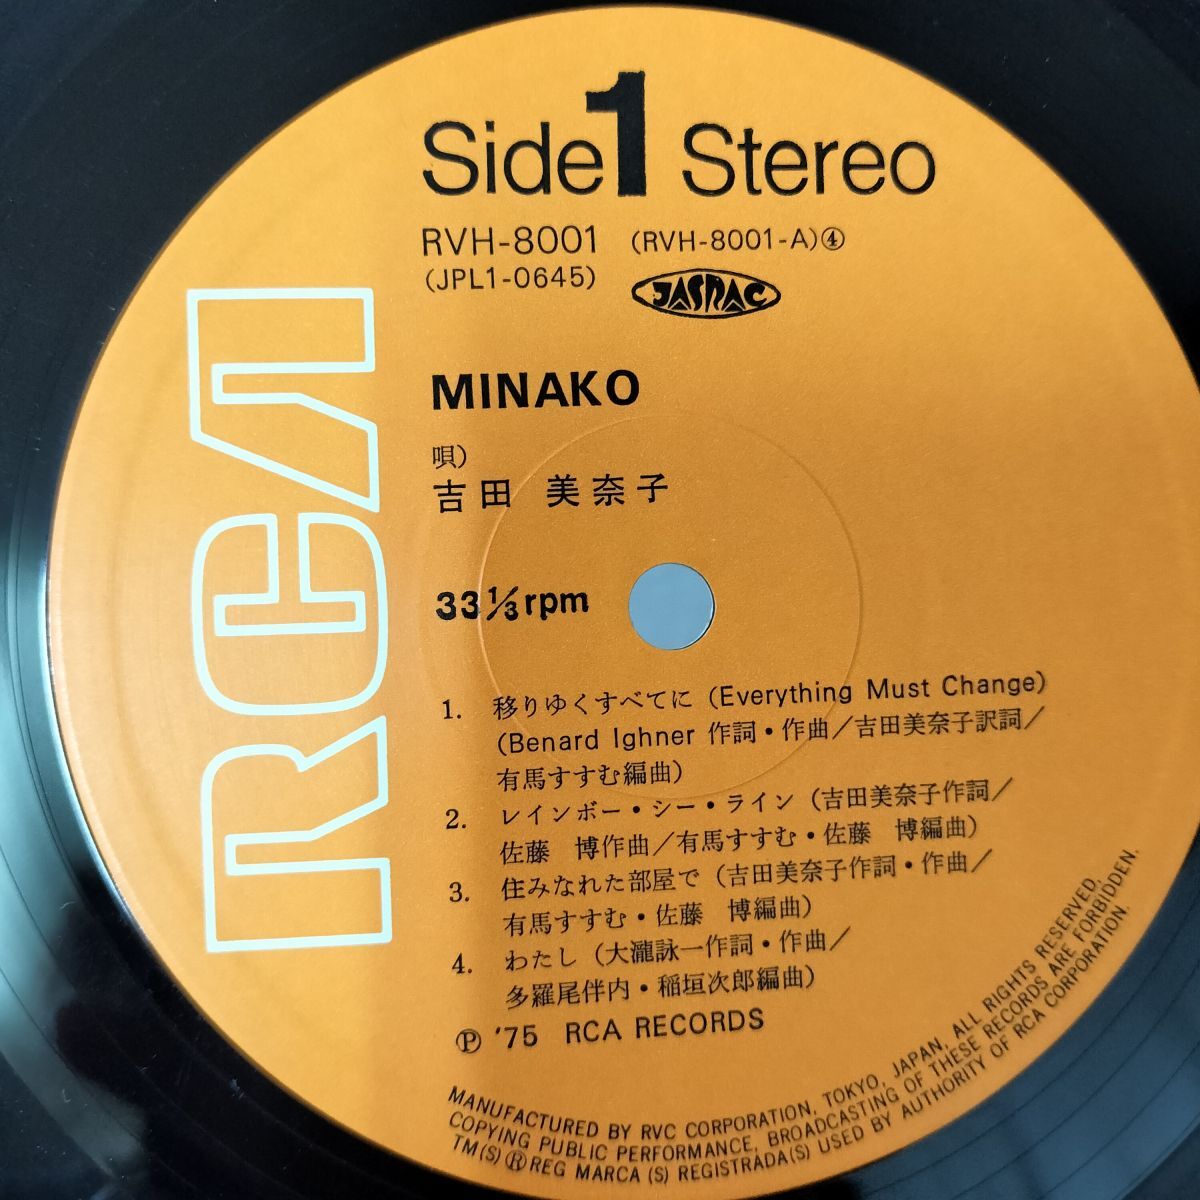 Side 1 Stereo
RVH-8001 (RVH-8001-A)④
(JPL1-0645) JASRAC
RCA
MINAKO
唄)
吉田 美奈子
33 1/3 rpm
1. 移りゆくすべてに (Everything Must Change)
(Benard Ighner 作詞・作曲/吉田美奈子訳詞/
有馬すすむ編曲)
2. レインボー・シー・ライン (吉田美奈子作詞/
佐藤 博作曲/有馬すすむ・佐藤 博編曲)
3. 住みなれた部屋で (吉田美奈子作詞・作曲/
有馬すすむ・佐藤 博編曲)
4. わたし (大瀧詠一作詞・作曲/
多羅尾伴内・稲垣次郎編曲)
Ⓟ '75 RCA RECORDS
MANUFACTURED BY RVC CORPORATION, TOKYO, JAPAN, ALL RIGHTS RESERVED,
COPYING PUBLIC PERFORMANCE, BROADCASTING OF THESE RECORDS ARE FORBIDDEN.
TM(S) ® REG MARCA (S) REGISTRADA(S) USED BY AUTHORITY OF RCA CORPORATION.